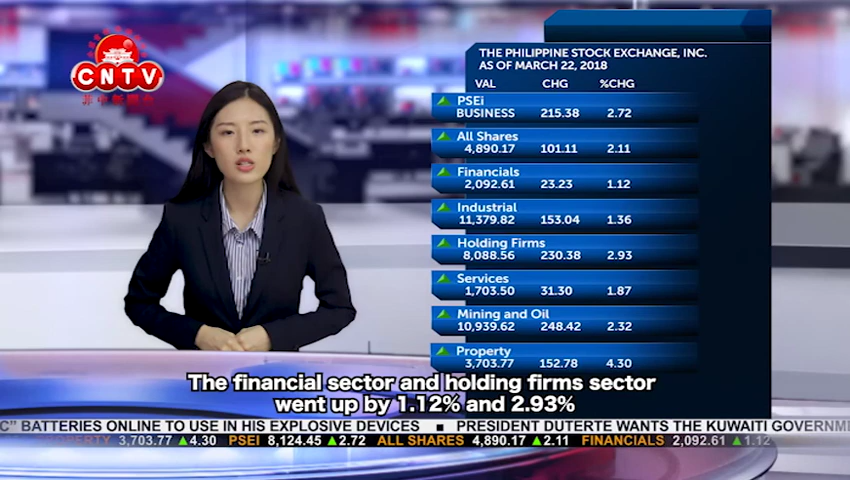 CNTV
THE PHILIPPINE STOCK EXCHANGE, INC.
AS OF MARCH 22, 2018
VAL CHG %CHG
PSEi
BUSINESS 215.38 2.72
All Shares
4,890.17 101.11 2.11
Financials
2,092.61 23.23 1.12
Industrial
11,379.82 153.04 1.36
Holding Firms
8,088.56 230.38 2.93
Services
1,703.50 31.30 1.87
Mining and Oil
10,939.62 248.42 2.32
Property
3,703.77 152.78 4.30
The financial sector and holding firms sector
went up by 1.12% and 2.93%
C” BATTERIES ONLINE TO USE IN HIS EXPLOSIVE DEVICES ■ PRESIDENT DUTERTE WANTS THE KUWAITI GOVERNM
PROPERTY 3,703.77 ▲4.30 PSEi 8,124.45 ▲2.72 ALL SHARES 4,890.17 ▲2.11 FINANCIALS 2,092.61 ▲1.12